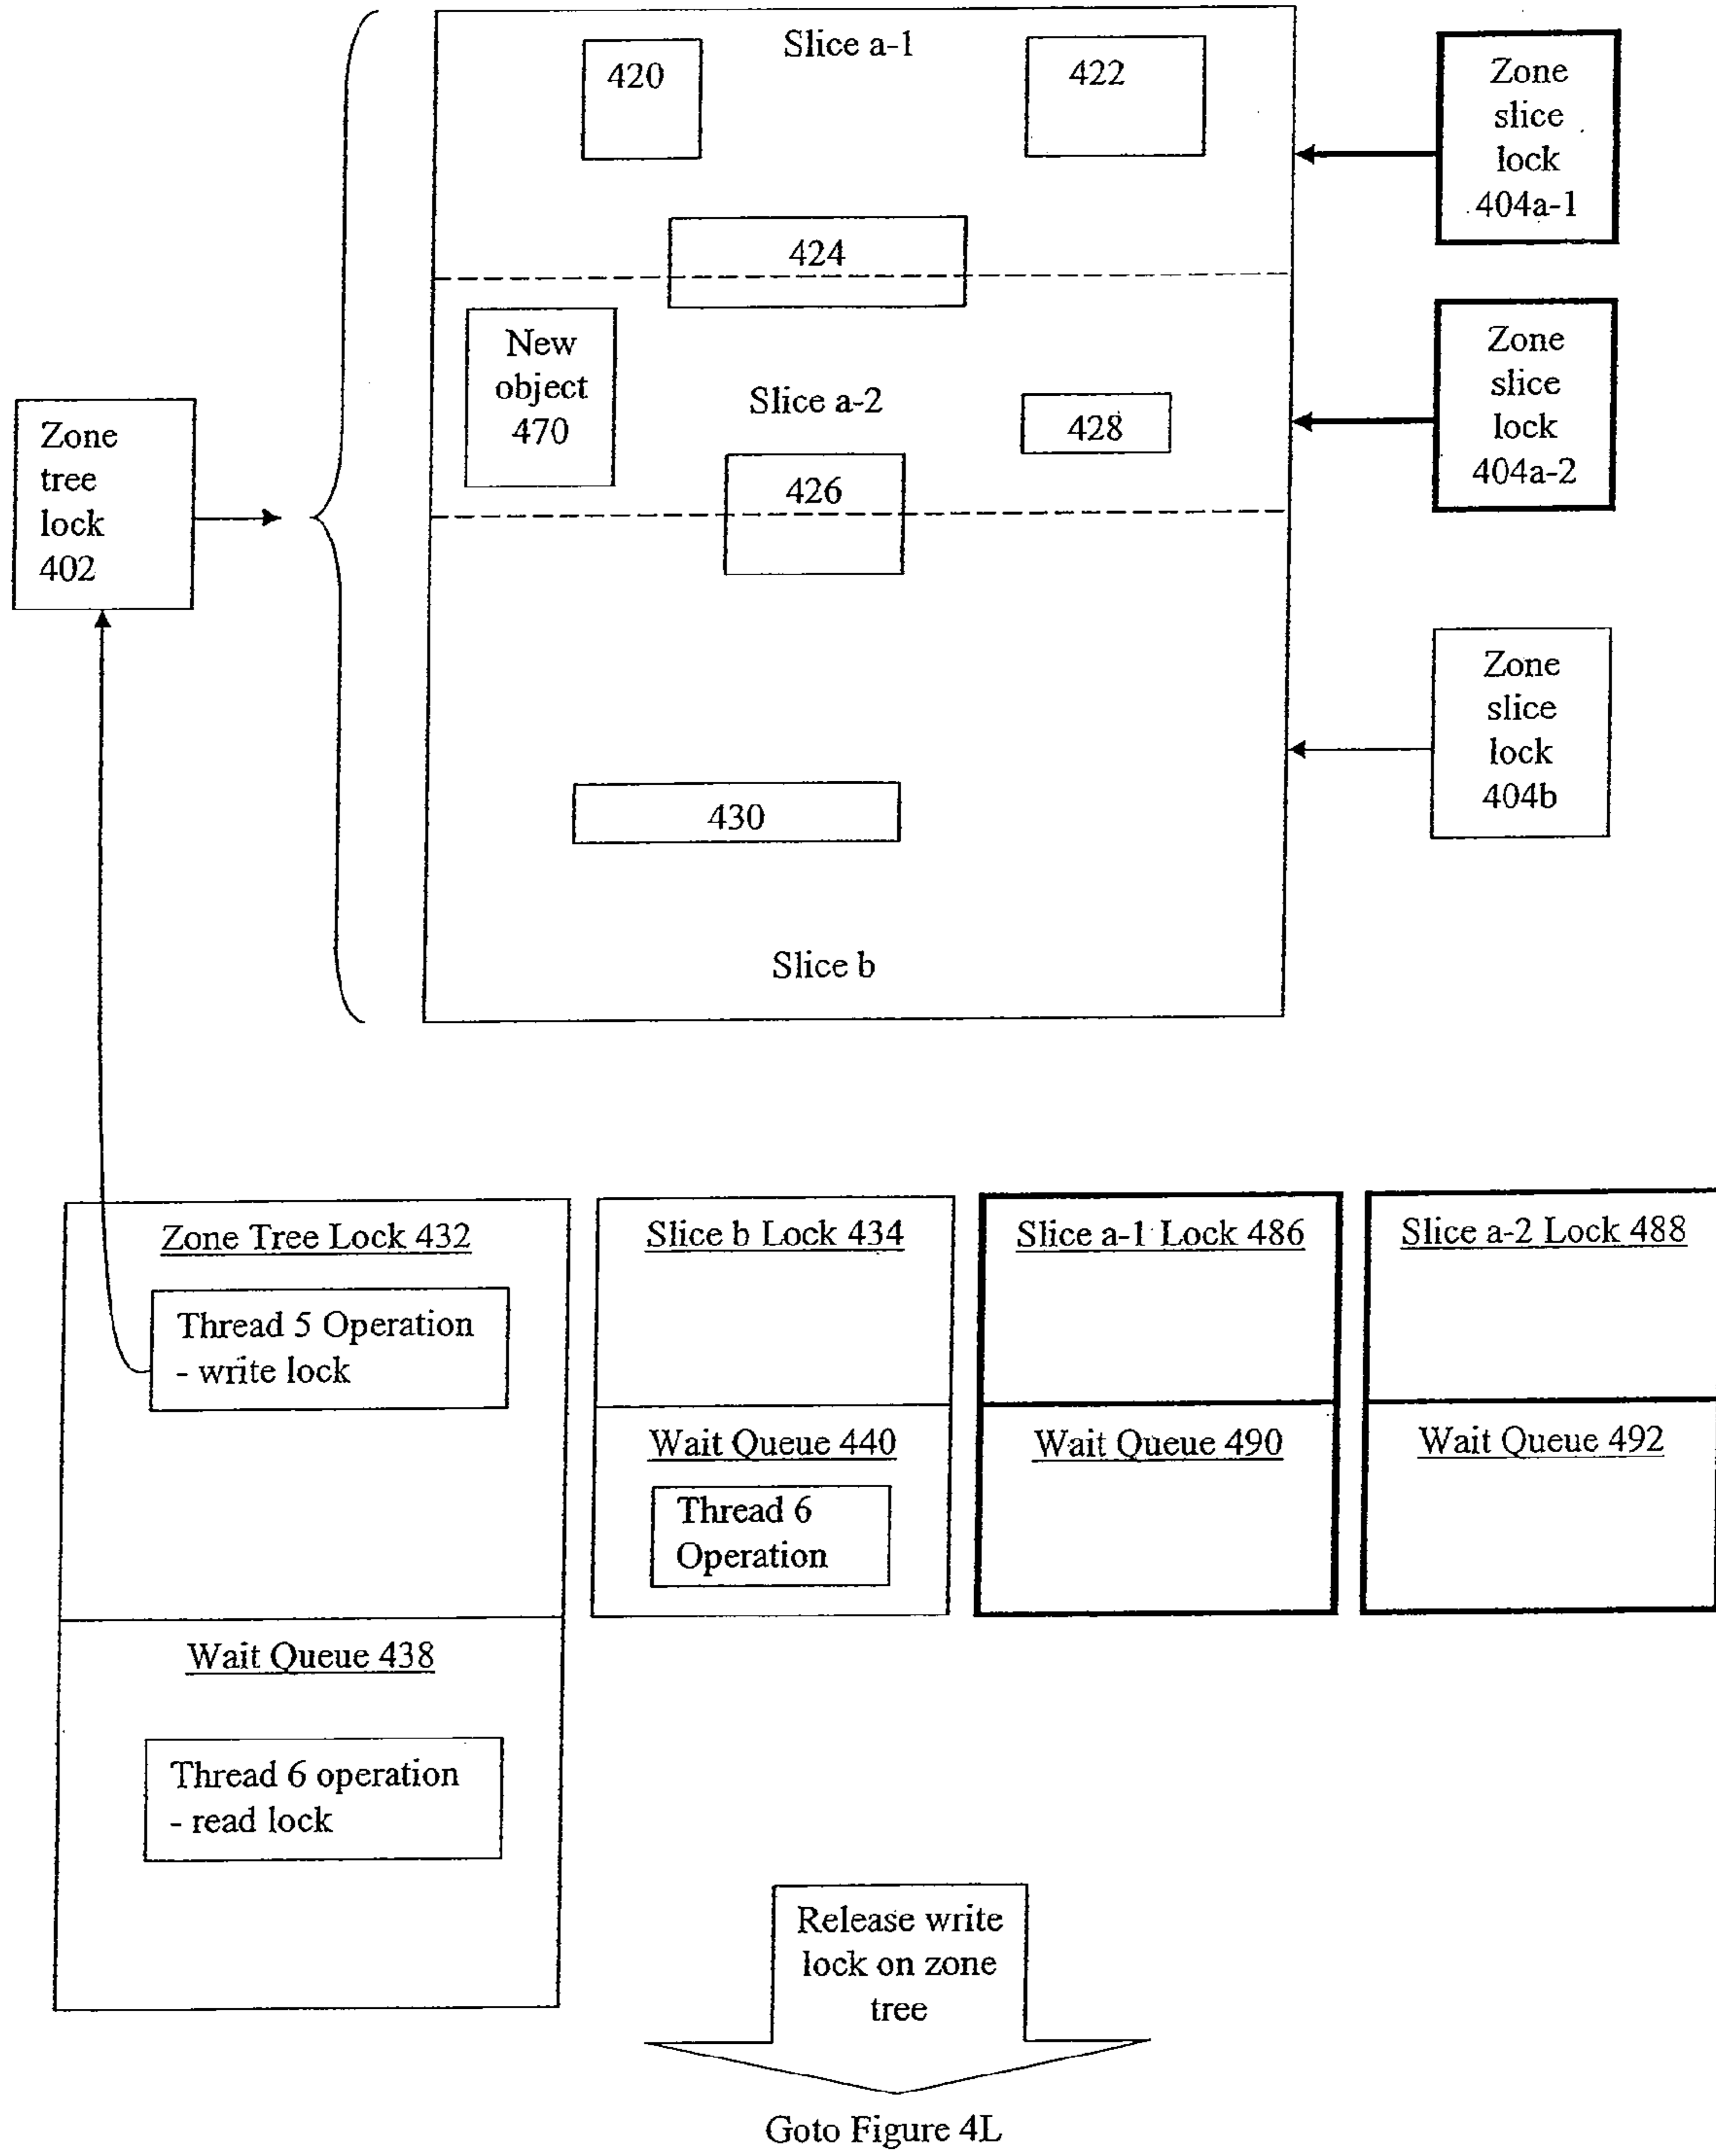 Slice a-1
420
422
Zone
slice
lock
404a-1
424
New
object
470
Slice a-2
428
426
Zone
slice
lock
404a-2
Zone
tree
lock
402
Zone
slice
lock
404b
430
Slice b
Zone Tree Lock 432
Thread 5 Operation
- write lock
Wait Queue 438
Thread 6 operation
- read lock
Slice b Lock 434
Wait Queue 440
Thread 6
Operation
Slice a-1 Lock 486
Wait Queue 490
Slice a-2 Lock 488
Wait Queue 492
Release write
lock on zone
tree
Goto Figure 4L